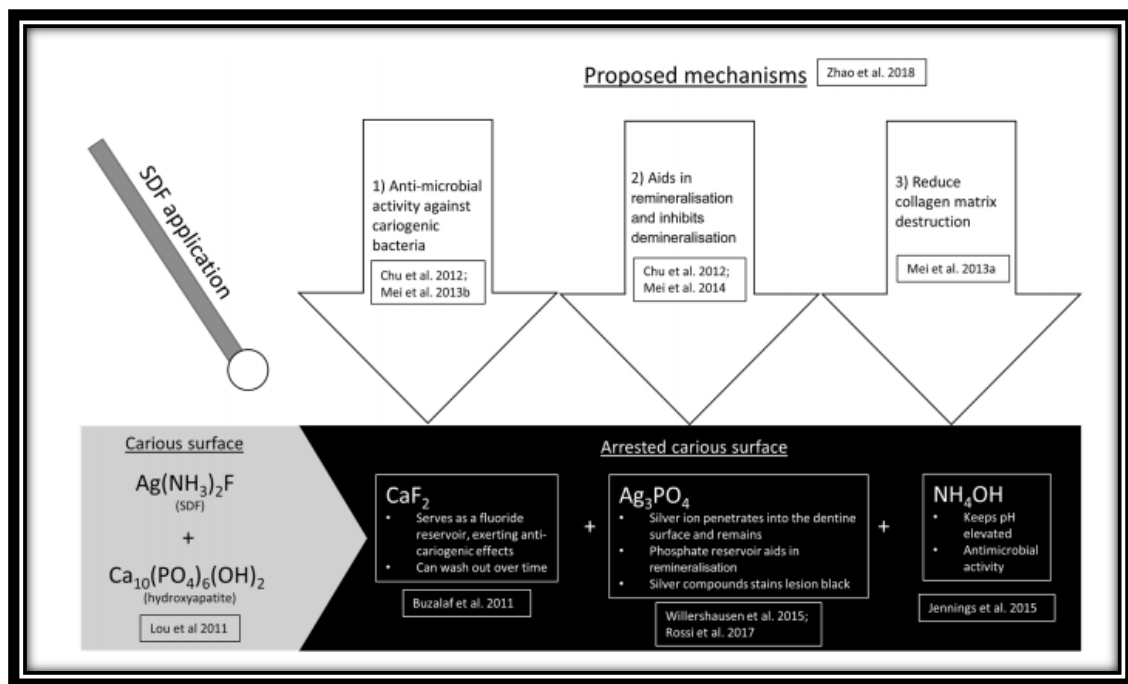 Proposed mechanisms
Zhao et al. 2018
SDF application
1) Anti-microbial
activity against
cariogenic
bacteria
Chu et al. 2012;
Mei et al. 2013b
2) Aids in
remineralisation
and inhibits
demineralisation
Chu et al. 2012;
Mei et al. 2014
3) Reduce
collagen matrix
destruction
Mei et al. 2013a
Carious surface
Ag(NH₃)₂F
(SDF)
+
Ca₁₀(PO₄)₆(OH)₂
(hydroxyapatite)
Lou et al 2011
Arrested carious surface
CaF₂
• Serves as a fluoride
reservoir, exerting anti-
cariogenic effects
• Can wash out over time
Buzalaf et al. 2011
+
Ag₃PO₄
• Silver ion penetrates into the dentine
surface and remains
• Phosphate reservoir aids in
remineralisation
• Silver compounds stains lesion black
Willershausen et al. 2015;
Rossi et al. 2017
+
NH₄OH
• Keeps pH
elevated
• Antimicrobial
activity
Jennings et al. 2015